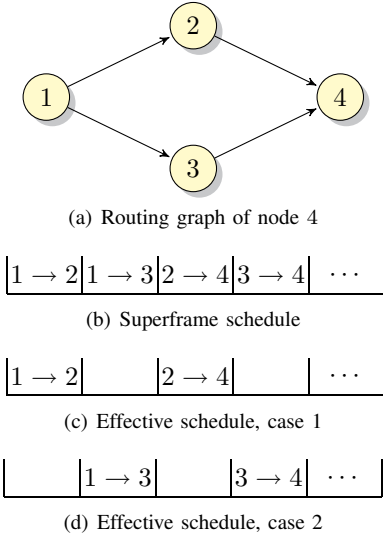 2
1
4
3
(a) Routing graph of node 4
1 → 2 1 → 3 2 → 4 3 → 4 ⋯
(b) Superframe schedule
1 → 2 2 → 4 ⋯
(c) Effective schedule, case 1
1 → 3 3 → 4 ⋯
(d) Effective schedule, case 2